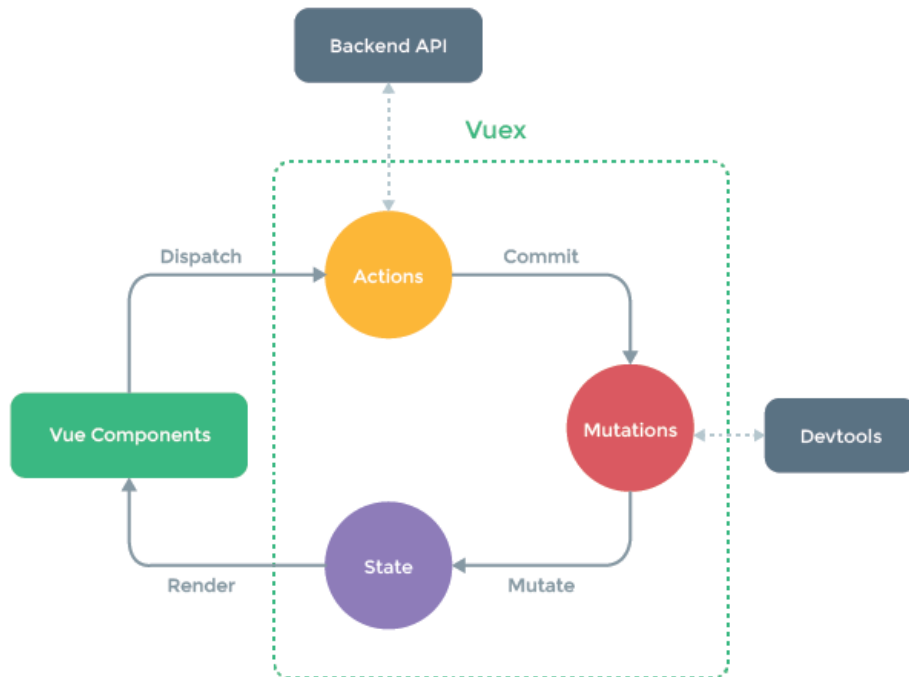 Backend API
Vuex
Dispatch
Commit
Actions
Vue Components
Mutations
Devtools
State
Render
Mutate